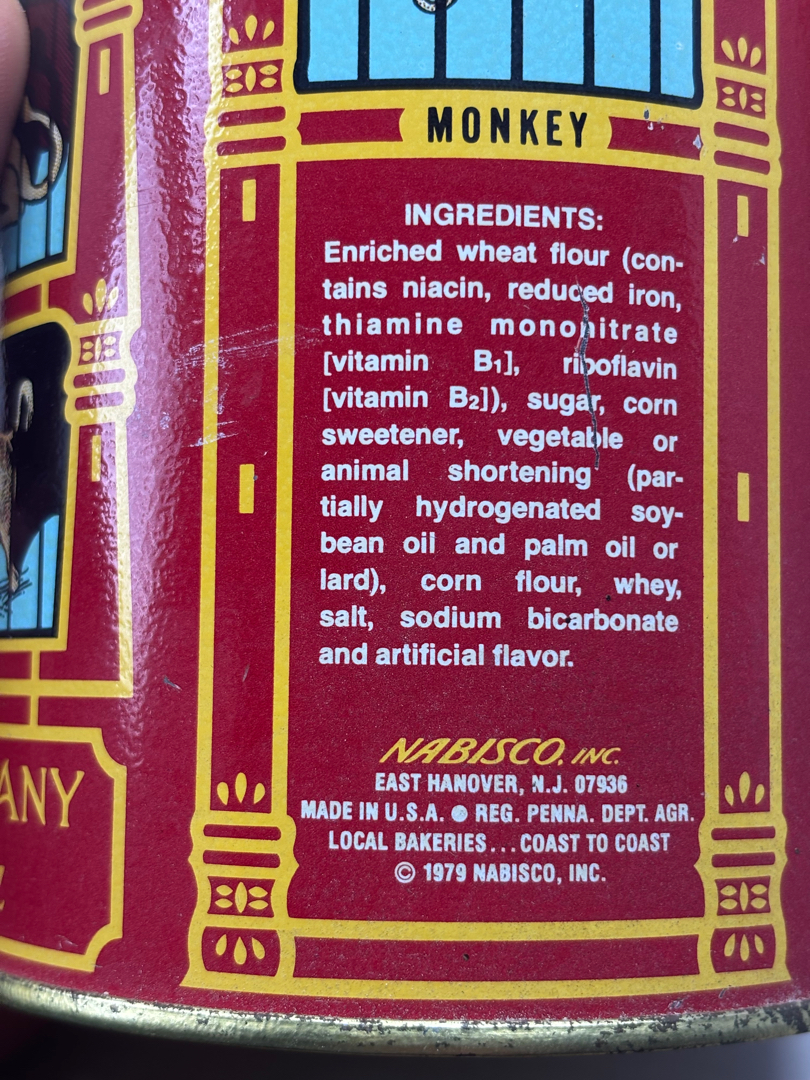 MONKEY
INGREDIENTS:
Enriched wheat flour (con-
tains niacin, reduced iron,
thiamine mononitrate
[vitamin B₁], riboflavin
[vitamin B₂]), sugar, corn
sweetener, vegetable or
animal shortening (par-
tially hydrogenated soy-
bean oil and palm oil or
lard), corn flour, whey,
salt, sodium bicarbonate
and artificial flavor.
NABISCO, INC.
EAST HANOVER, N.J. 07936
MADE IN U.S.A. ● REG. PENNA. DEPT. AGR.
LOCAL BAKERIES...COAST TO COAST
© 1979 NABISCO, INC.
ANY